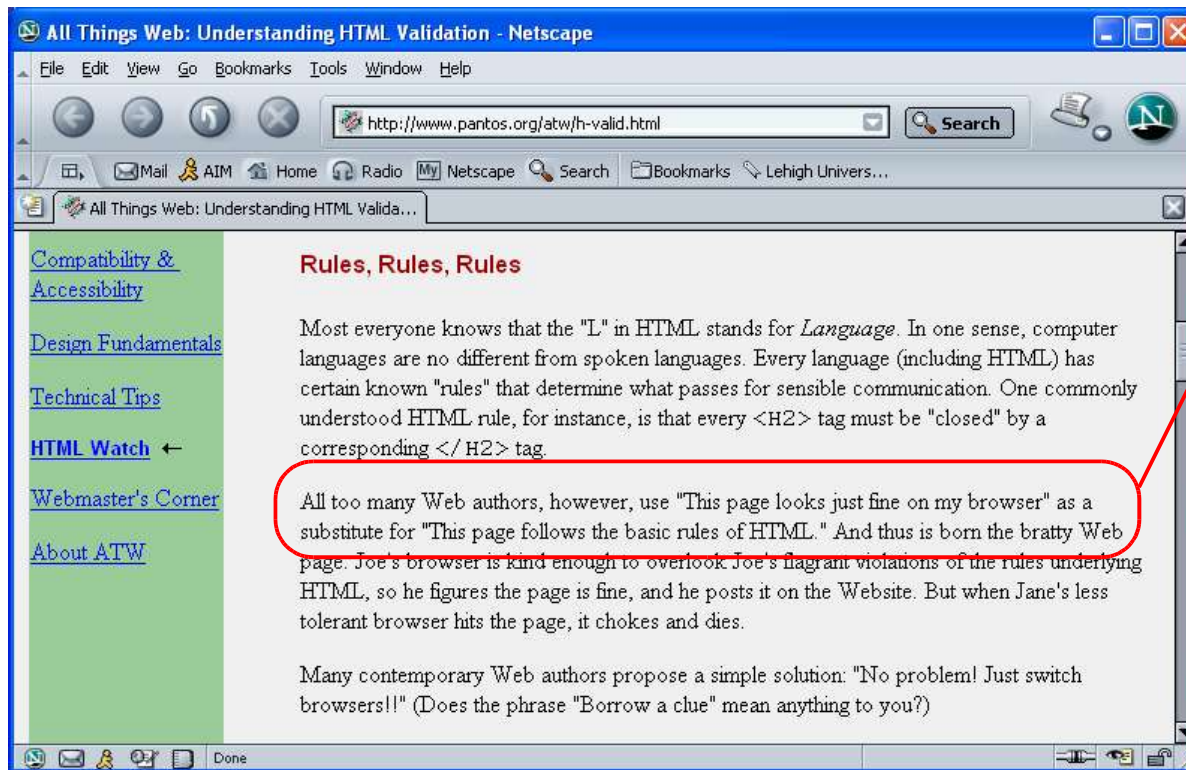 All Things Web: Understanding HTML Validation - Netscape
File Edit View Go Bookmarks Tools Window Help
http://www.pantos.org/atw/h-valid.html
Search
N
Mail AIM Home Radio My Netscape Search Bookmarks Lehigh Univers...
All Things Web: Understanding HTML Valida...
Compatibility &
Accessibility
Design Fundamentals
Technical Tips
HTML Watch ←
Webmaster's Corner
About ATW
Rules, Rules, Rules
Most everyone knows that the "L" in HTML stands for Language. In one sense, computer
languages are no different from spoken languages. Every language (including HTML) has
certain known "rules" that determine what passes for sensible communication. One commonly
understood HTML rule, for instance, is that every <H2> tag must be "closed" by a
corresponding </H2> tag.
All too many Web authors, however, use "This page looks just fine on my browser" as a
substitute for "This page follows the basic rules of HTML." And thus is born the bratty Web
page. Joe's browser is kind enough to overlook Joe's flagrant violations of the rules underlying
HTML, so he figures the page is fine, and he posts it on the Website. But when Jane's less
tolerant browser hits the page, it chokes and dies.
Many contemporary Web authors propose a simple solution: "No problem! Just switch
browsers!!" (Does the phrase "Borrow a clue" mean anything to you?)
Done